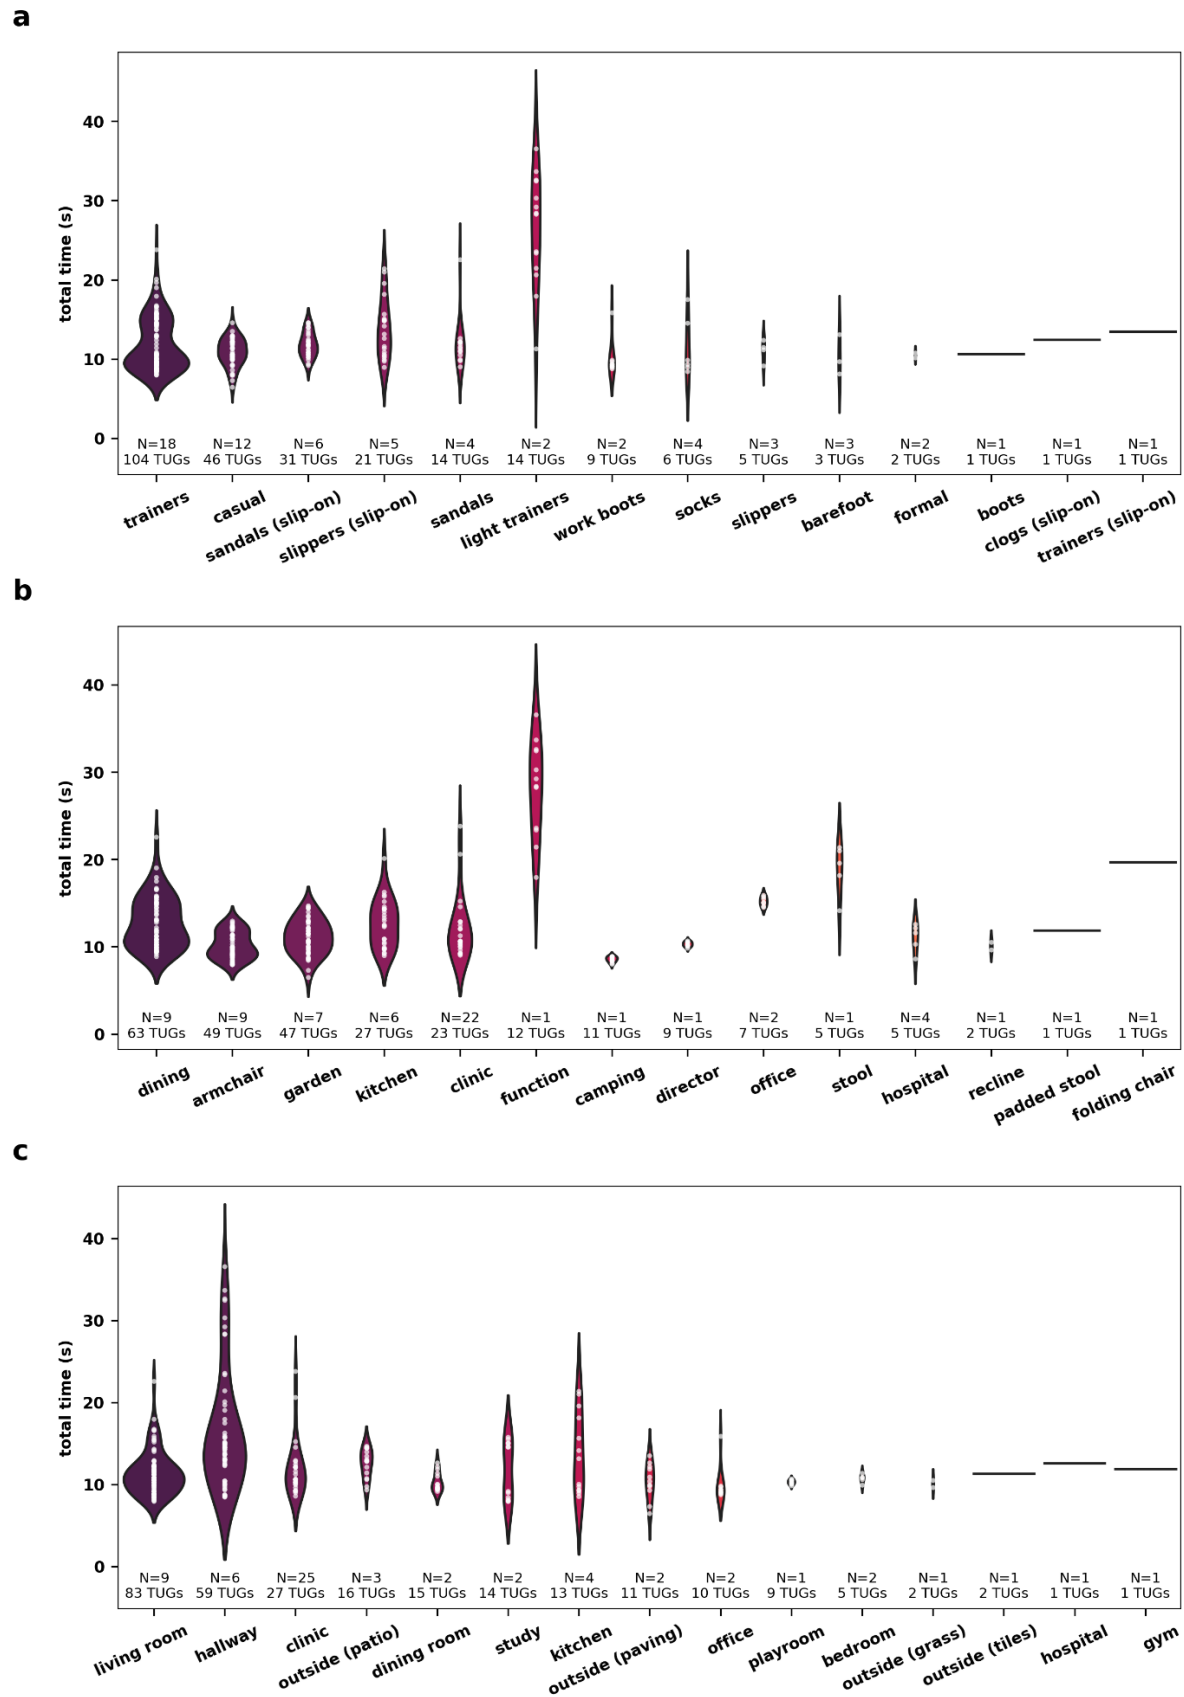 a
total time (s)
40
30
20
10
0
N=18 N=12 N=6 N=5 N=4 N=2 N=2 N=4 N=3 N=3 N=2 N=1 N=1 N=1
104 TUGs 46 TUGs 31 TUGs 21 TUGs 14 TUGs 14 TUGs 9 TUGs 6 TUGs 5 TUGs 3 TUGs 2 TUGs 1 TUGs 1 TUGs 1 TUGs
trainers casual sandals (slip-on) slippers (slip-on) sandals light trainers work boots socks slippers barefoot formal boots clogs (slip-on) trainers (slip-on)
b
total time (s)
40
30
20
10
0
N=9 N=9 N=7 N=6 N=22 N=1 N=1 N=1 N=2 N=1 N=4 N=1 N=1 N=1
63 TUGs 49 TUGs 47 TUGs 27 TUGs 23 TUGs 12 TUGs 11 TUGs 9 TUGs 7 TUGs 5 TUGs 5 TUGs 2 TUGs 1 TUGs 1 TUGs
dining armchair garden kitchen clinic function camping director office stool hospital recline padded stool folding chair
c
total time (s)
40
30
20
10
0
N=9 N=6 N=25 N=3 N=2 N=2 N=4 N=2 N=2 N=1 N=2 N=1 N=1 N=1 N=1
83 TUGs 59 TUGs 27 TUGs 16 TUGs 15 TUGs 14 TUGs 13 TUGs 11 TUGs 10 TUGs 9 TUGs 5 TUGs 2 TUGs 2 TUGs 1 TUGs 1 TUGs
living room hallway clinic outside (patio) dining room study kitchen outside (paving) office playroom bedroom outside (grass) outside (tiles) hospital gym